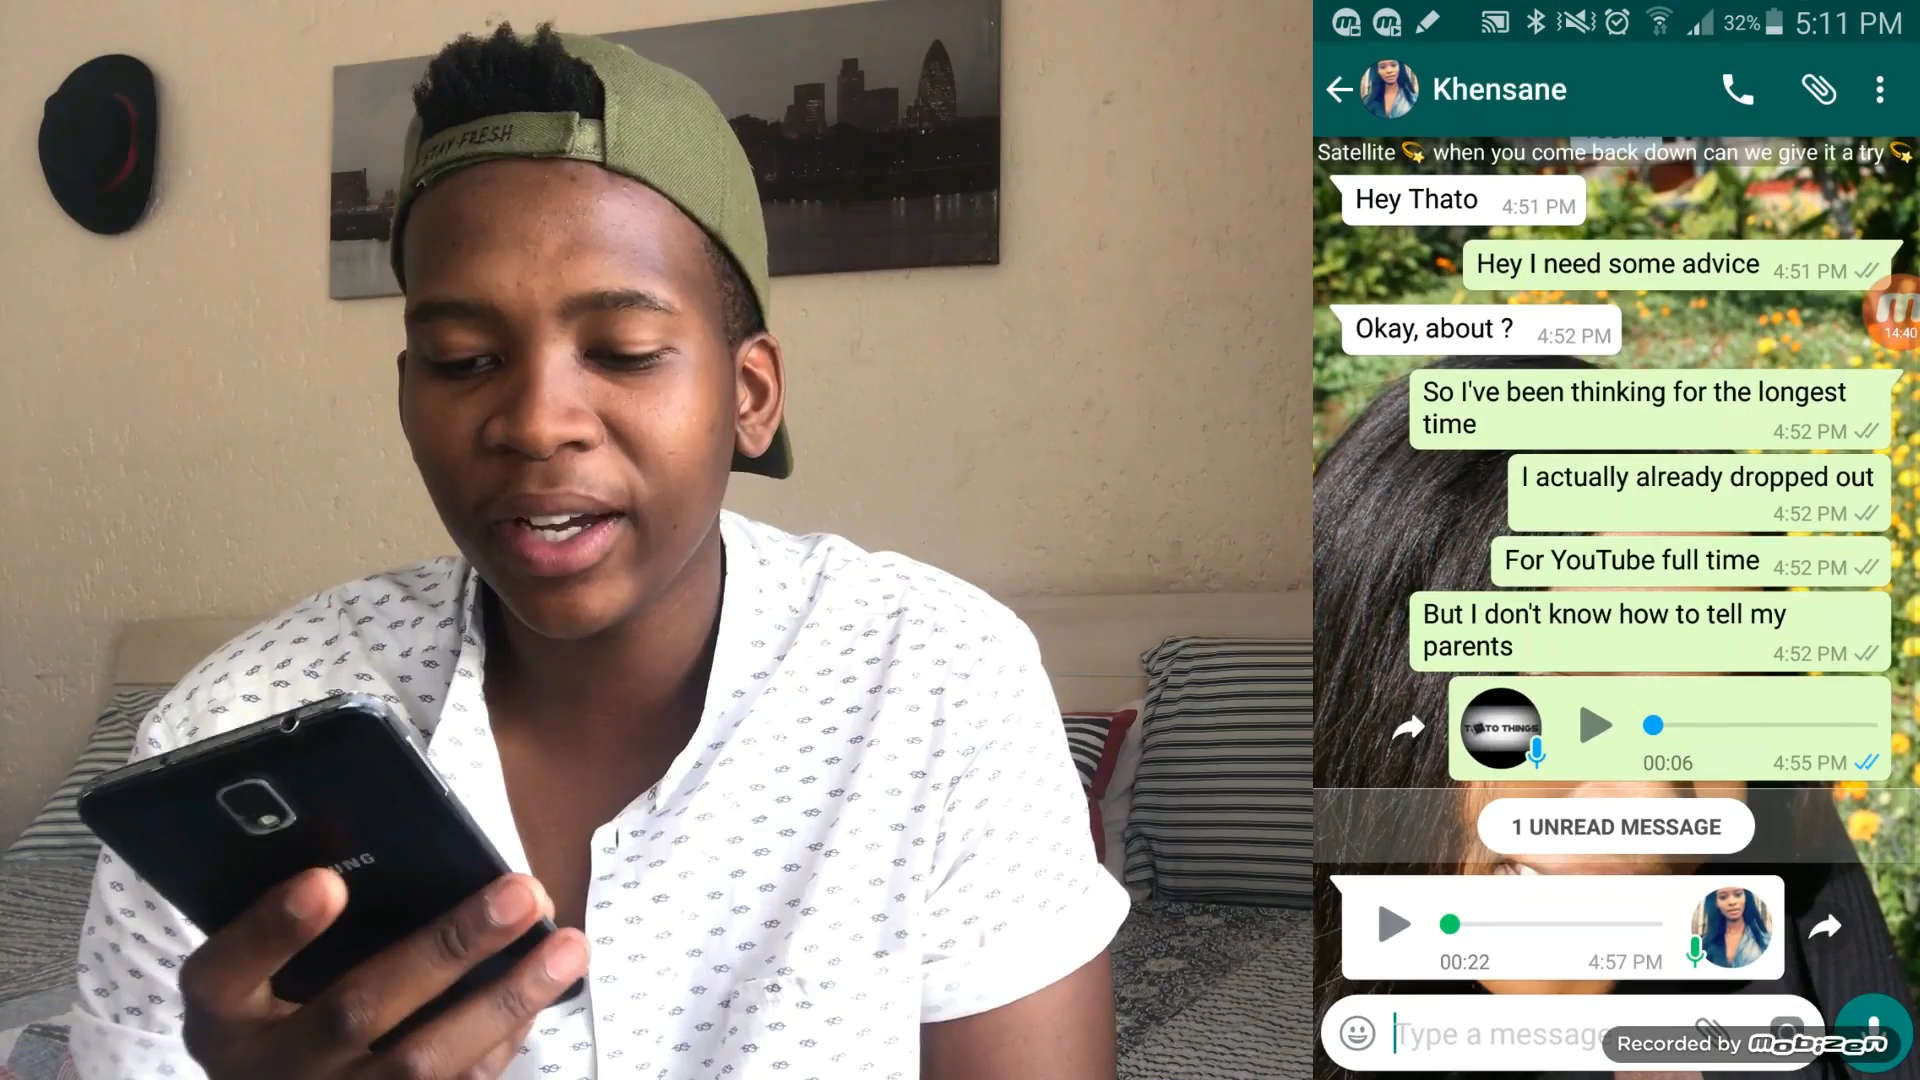 STAY-FRESH
UNG
32% 5:11 PM
Khensane
Satellite 💫 when you come back down can we give it a try 💫
Hey Thato 4:51 PM
Hey I need some advice 4:51 PM
14:40
Okay, about ? 4:52 PM
So I've been thinking for the longest
time 4:52 PM
I actually already dropped out
4:52 PM
For YouTube full time 4:52 PM
But I don't know how to tell my
parents 4:52 PM
THATO THINGS
00:06 4:55 PM
1 UNREAD MESSAGE
00:22 4:57 PM
Type a message
Recorded by mobizen